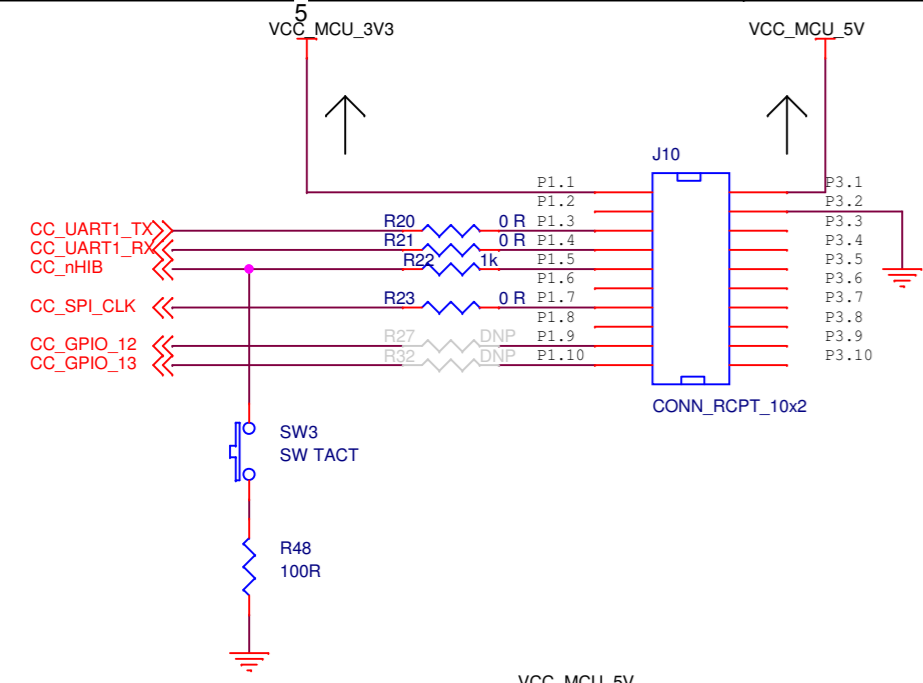 5
VCC_MCU_3V3
VCC_MCU_5V
J10
P1.1
P3.1
P1.2
P3.2
CC_UART1_TX
R20
0 R
P1.3
P3.3
CC_UART1_RX
R21
0 R
P1.4
P3.4
CC_nHIB
R22
1k
P1.5
P3.5
P1.6
P3.6
CC_SPI_CLK
R23
0 R
P1.7
P3.7
P1.8
P3.8
CC_GPIO_12
R27
DNP
P1.9
P3.9
CC_GPIO_13
R32
DNP
P1.10
P3.10
CONN_RCPT_10x2
SW3
SW TACT
R48
100R
VCC_MCU_5V